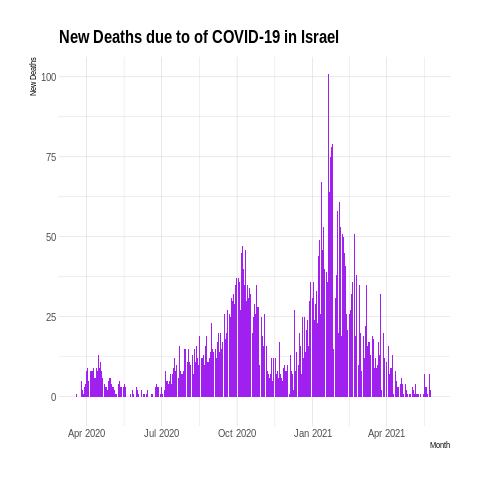 New Deaths due to of COVID-19 in Israel
New Deaths
100
75
50
25
0
Apr 2020 Jul 2020 Oct 2020 Jan 2021 Apr 2021
Month